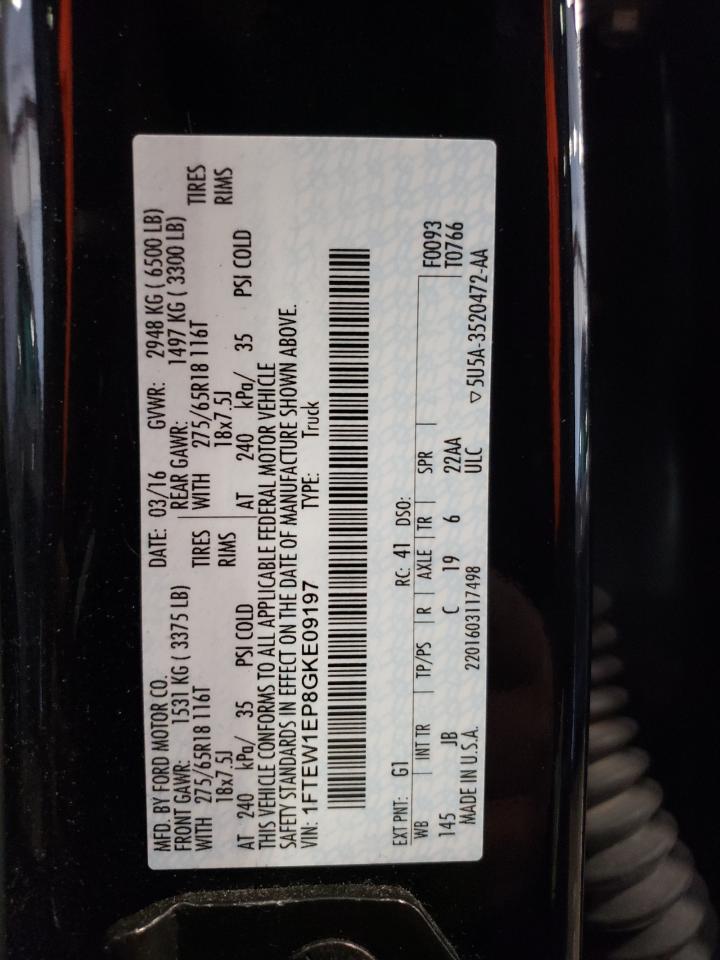 MFD. BY FORD MOTOR CO. DATE: 03/16 GVWR: 2948 KG ( 6500 LB)
FRONT GAWR: 1531 KG ( 3375 LB) REAR GAWR: 1497 KG ( 3300 LB)
WITH 275/65R18 116T TIRES WITH 275/65R18 116T TIRES
18x7.5J RIMS 18x7.5J RIMS
AT 240 kPa/ 35 PSI COLD AT 240 kPa/ 35 PSI COLD
THIS VEHICLE CONFORMS TO ALL APPLICABLE FEDERAL MOTOR VEHICLE
SAFETY STANDARDS IN EFFECT ON THE DATE OF MANUFACTURE SHOWN ABOVE.
VIN: 1FTEW1EP8GKE09197 TYPE: Truck
EXT PNT: G1 RC: 41 DSO:
WB INT TR TP/PS R AXLE TR SPR F0093
145 JB C 19 6 22AA T0766
MADE IN U.S.A. 2201603117498 ULC ▽5U5A-3520472-AA